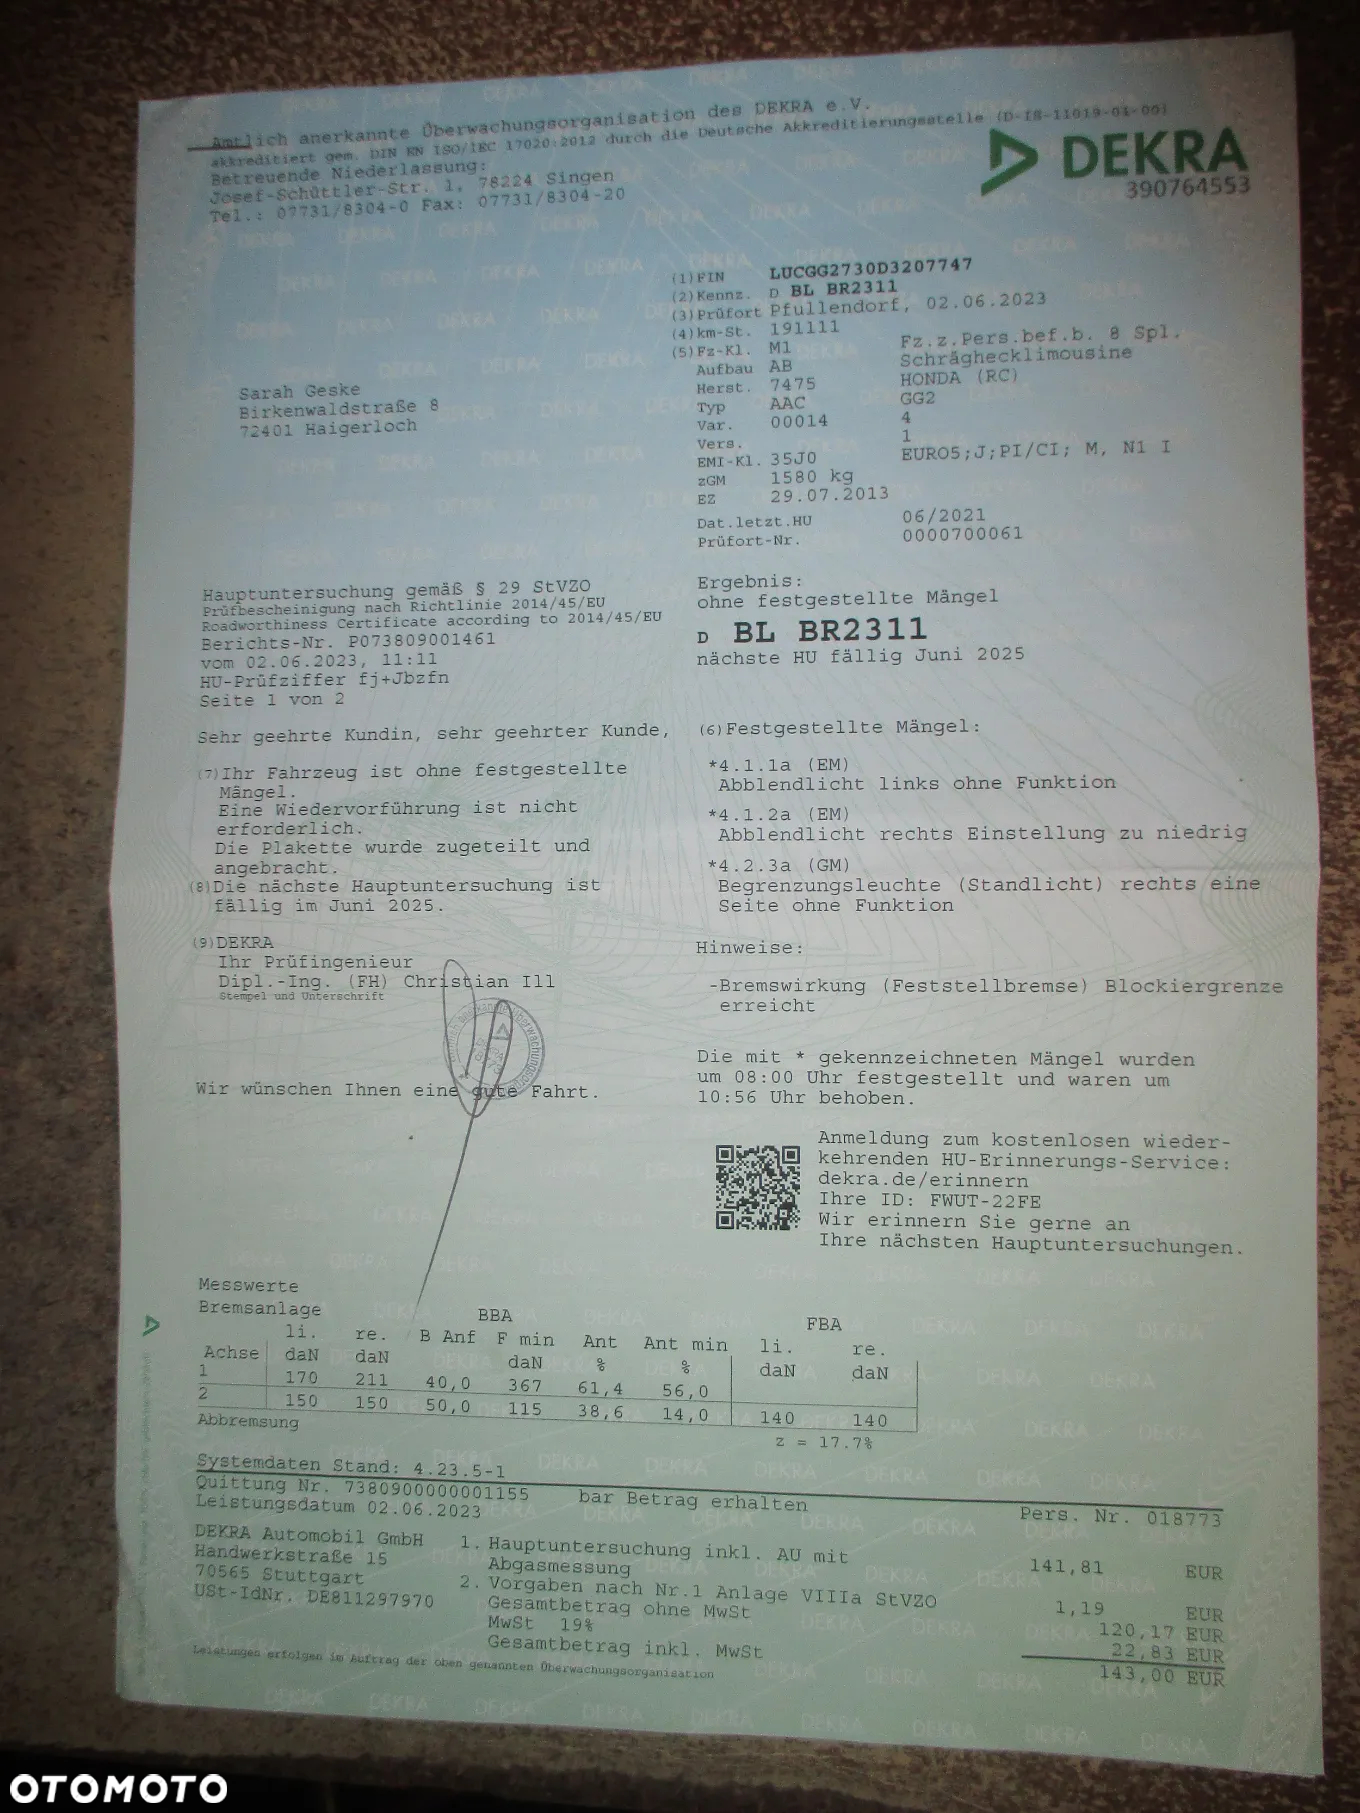 Amtlich anerkannte Überwachungsorganisation des DEKRA e.V.
akkreditiert gem. DIN EN ISO/IEC 17020:2012 durch die Deutsche Akkreditierungsstelle (D-IS-11019-01-00)
Betreuende Niederlassung:
Josef-Schüttler-Str. 1, 78224 Singen
Tel.: 07731/8304-0 Fax: 07731/8304-20
DEKRA
390764553
(1)FIN LUCGG2730D3207747
(2)Kennz. D BL BR2311
(3)Prüfort Pfullendorf, 02.06.2023
(4)km-St. 191111
(5)Fz-Kl. M1 Fz.z.Pers.bef.b. 8 Spl.
Aufbau AB Schräghecklimousine
Herst. 7475 HONDA (RC)
Typ AAC GG2
Var. 00014 4
Vers. 1
EMI-Kl. 35J0 EURO5;J;PI/CI; M, N1 I
zGM 1580 kg
EZ 29.07.2013
Dat.letzt.HU 06/2021
Prüfort-Nr. 0000700061
Sarah Geske
Birkenwaldstraße 8
72401 Haigerloch
Hauptuntersuchung gemäß § 29 StVZO
Prüfbescheinigung nach Richtlinie 2014/45/EU
Roadworthiness Certificate according to 2014/45/EU
Berichts-Nr. P073809001461
vom 02.06.2023, 11:11
HU-Prüfziffer fj+Jbzfn
Seite 1 von 2
Ergebnis:
ohne festgestellte Mängel
D BL BR2311
nächste HU fällig Juni 2025
Sehr geehrte Kundin, sehr geehrter Kunde,
(7)Ihr Fahrzeug ist ohne festgestellte
Mängel.
Eine Wiedervorführung ist nicht
erforderlich.
Die Plakette wurde zugeteilt und
angebracht.
(8)Die nächste Hauptuntersuchung ist
fällig im Juni 2025.
(9)DEKRA
Ihr Prüfingenieur
Dipl.-Ing. (FH) Christian Ill
Stempel und Unterschrift
Wir wünschen Ihnen eine gute Fahrt.
(6)Festgestellte Mängel:
*4.1.1a (EM)
Abblendlicht links ohne Funktion
*4.1.2a (EM)
Abblendlicht rechts Einstellung zu niedrig
*4.2.3a (GM)
Begrenzungsleuchte (Standlicht) rechts eine
Seite ohne Funktion
Hinweise:
-Bremswirkung (Feststellbremse) Blockiergrenze
erreicht
Die mit * gekennzeichneten Mängel wurden
um 08:00 Uhr festgestellt und waren um
10:56 Uhr behoben.
Anmeldung zum kostenlosen wieder-
kehrenden HU-Erinnerungs-Service:
dekra.de/erinnern
Ihre ID: FWUT-22FE
Wir erinnern Sie gerne an
Ihre nächsten Hauptuntersuchungen.
Messwerte
Bremsanlage BBA FBA
li. re. B Anf F min Ant Ant min li. re.
Achse daN daN daN % % daN daN
1 170 211 40,0 367 61,4 56,0
2 150 150 50,0 115 38,6 14,0 140 140
Abbremsung z = 17.7%
Systemdaten Stand: 4.23.5-1
Quittung Nr. 7380900000001155 bar Betrag erhalten Pers. Nr. 018773
Leistungsdatum 02.06.2023
DEKRA Automobil GmbH
Handwerkstraße 15
70565 Stuttgart
USt-IdNr. DE811297970
1. Hauptuntersuchung inkl. AU mit
Abgasmessung 141,81 EUR
2. Vorgaben nach Nr.1 Anlage VIIIa StVZO 1,19 EUR
Gesamtbetrag ohne MwSt 120,17 EUR
MwSt 19% 22,83 EUR
Gesamtbetrag inkl. MwSt 143,00 EUR
Leistungen erfolgen im Auftrag der oben genannten Überwachungsorganisation
OTOMOTO